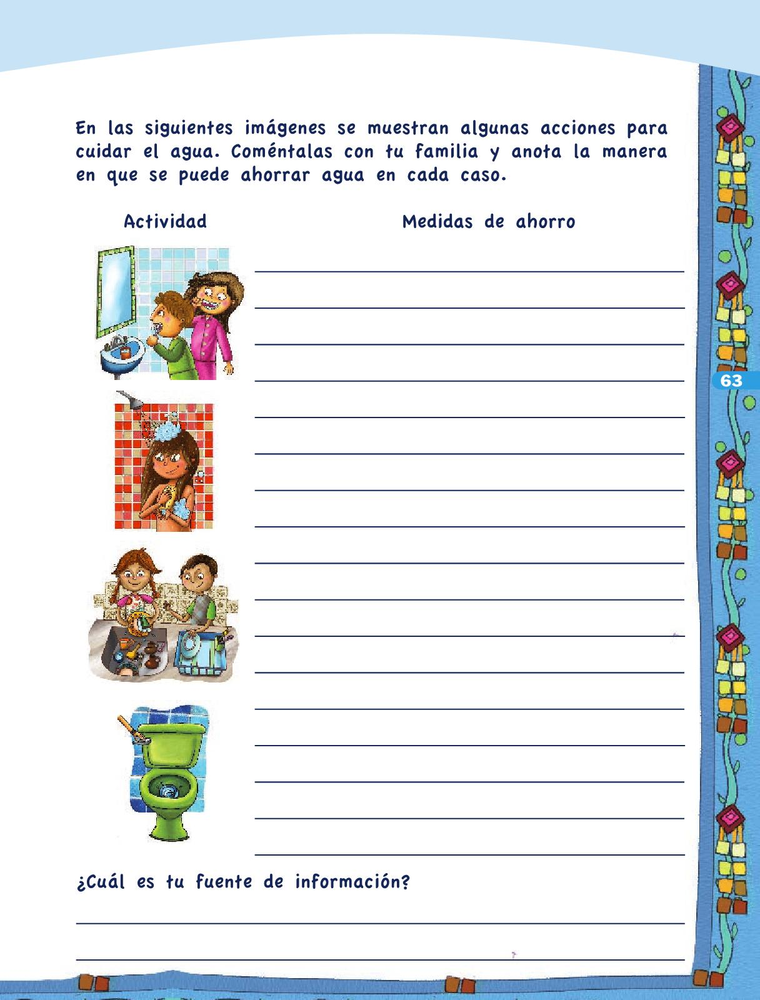 En las siguientes imágenes se muestran algunas acciones para
cuidar el agua. Coméntalas con tu familia y anota la manera
en que se puede ahorrar agua en cada caso.
Actividad
Medidas de ahorro
63
¿Cuál es tu fuente de información?